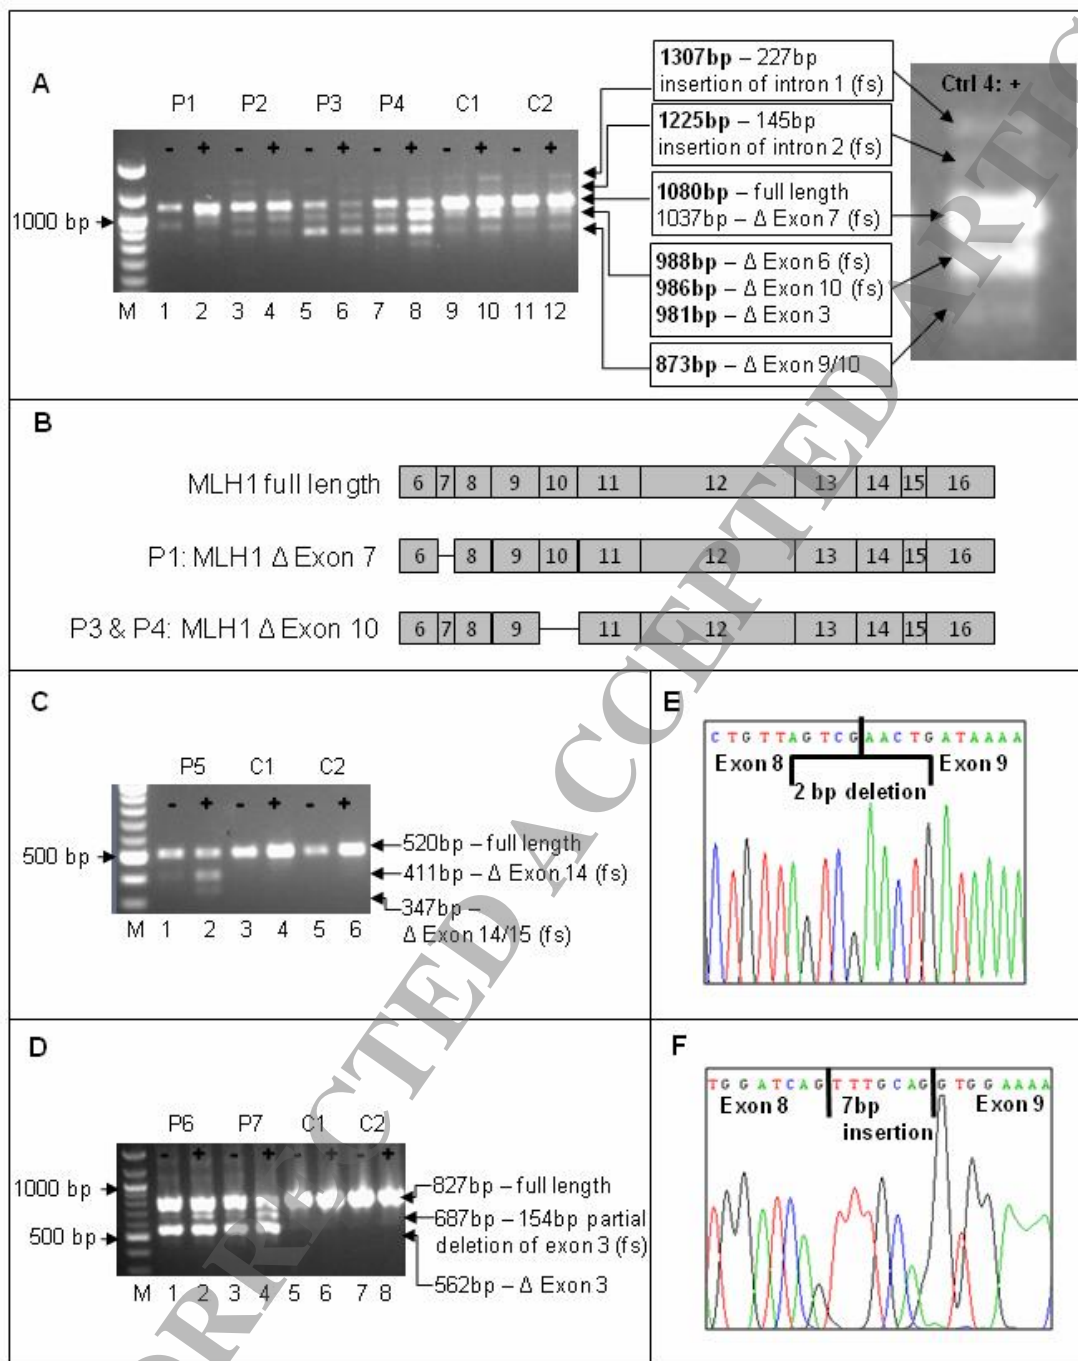 A
P1 P2 P3 P4 C1 C2
- + - + - + - + - + - +
1000 bp
M 1 2 3 4 5 6 7 8 9 10 11 12
1307bp – 227bp
insertion of intron 1 (fs)
1225bp – 145bp
insertion of intron 2 (fs)
1080bp – full length
1037bp – Δ Exon 7 (fs)
988bp – Δ Exon 6 (fs)
986bp – Δ Exon 10 (fs)
981bp – Δ Exon 3
873bp – Δ Exon 9/10
Ctrl 4: +
B
MLH1 full length 6 7 8 9 10 11 12 13 14 15 16
P1: MLH1 Δ Exon 7 6 8 9 10 11 12 13 14 15 16
P3 & P4: MLH1 Δ Exon 10 6 7 8 9 11 12 13 14 15 16
C
P5 C1 C2
- + - + - +
500 bp
M 1 2 3 4 5 6
520bp – full length
411bp – Δ Exon 14 (fs)
347bp –
Δ Exon 14/15 (fs)
E
C T G T T A G T C G A A C T G A T A A A A
Exon 8 Exon 9
2 bp deletion
D
P6 P7 C1 C2
- + - + - + - +
1000 bp
500 bp
M 1 2 3 4 5 6 7 8
827bp – full length
687bp – 154bp partial
deletion of exon 3 (fs)
562bp – Δ Exon 3
F
T G G A T C A G T T T G C A G G T G G A A A A
Exon 8 7bp Exon 9
insertion
ORRECTED ACCEPTED ARTIC